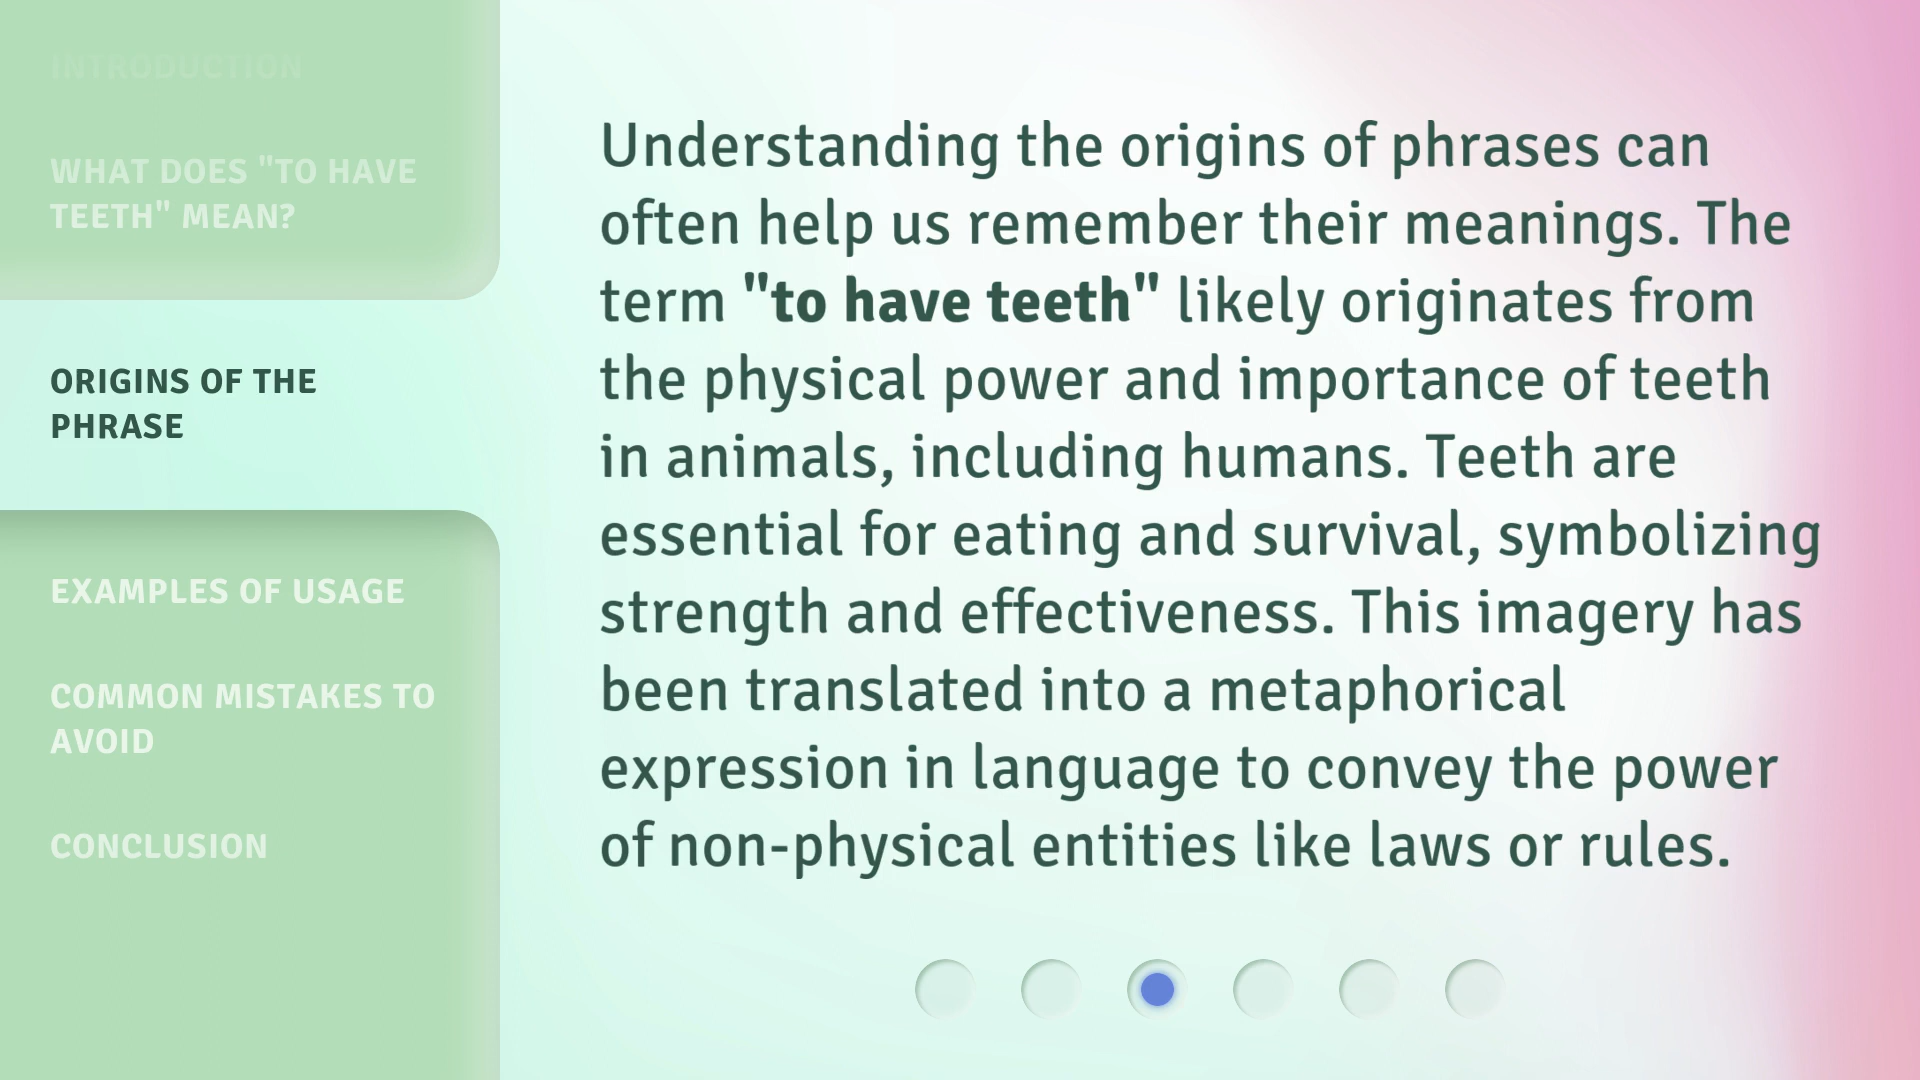 INTRODUCTION
WHAT DOES "TO HAVE
TEETH" MEAN?
ORIGINS OF THE
PHRASE
EXAMPLES OF USAGE
COMMON MISTAKES TO
AVOID
CONCLUSION
Understanding the origins of phrases can
often help us remember their meanings. The
term "to have teeth" likely originates from
the physical power and importance of teeth
in animals, including humans. Teeth are
essential for eating and survival, symbolizing
strength and effectiveness. This imagery has
been translated into a metaphorical
expression in language to convey the power
of non-physical entities like laws or rules.